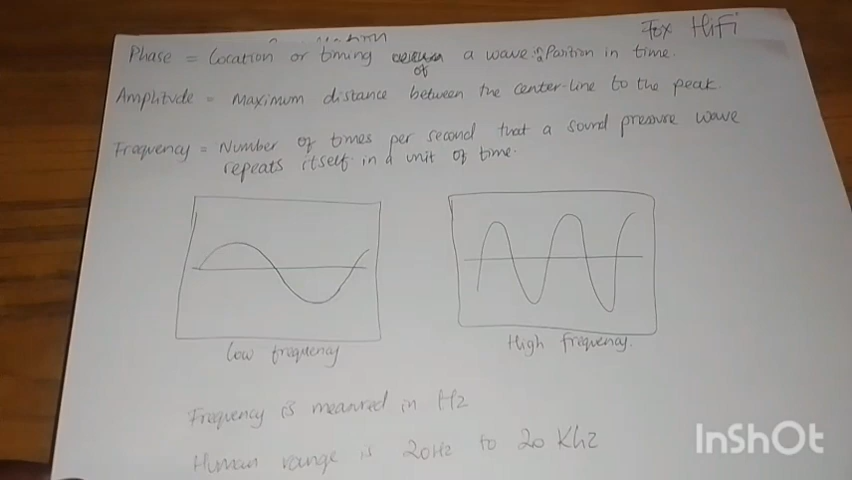 Fox HiFi
Phase = Location or timing of a wave in a Parition in time.
Amplitude = Maximum distance between the center-line to the peak.
Frequency = Number of times per second that a sound pressure wave
repeats itself in a unit of time.
Low frequency
High frequency.
Frequency is measured in Hz
Human range is 20Hz to 20 Khz
InShOt